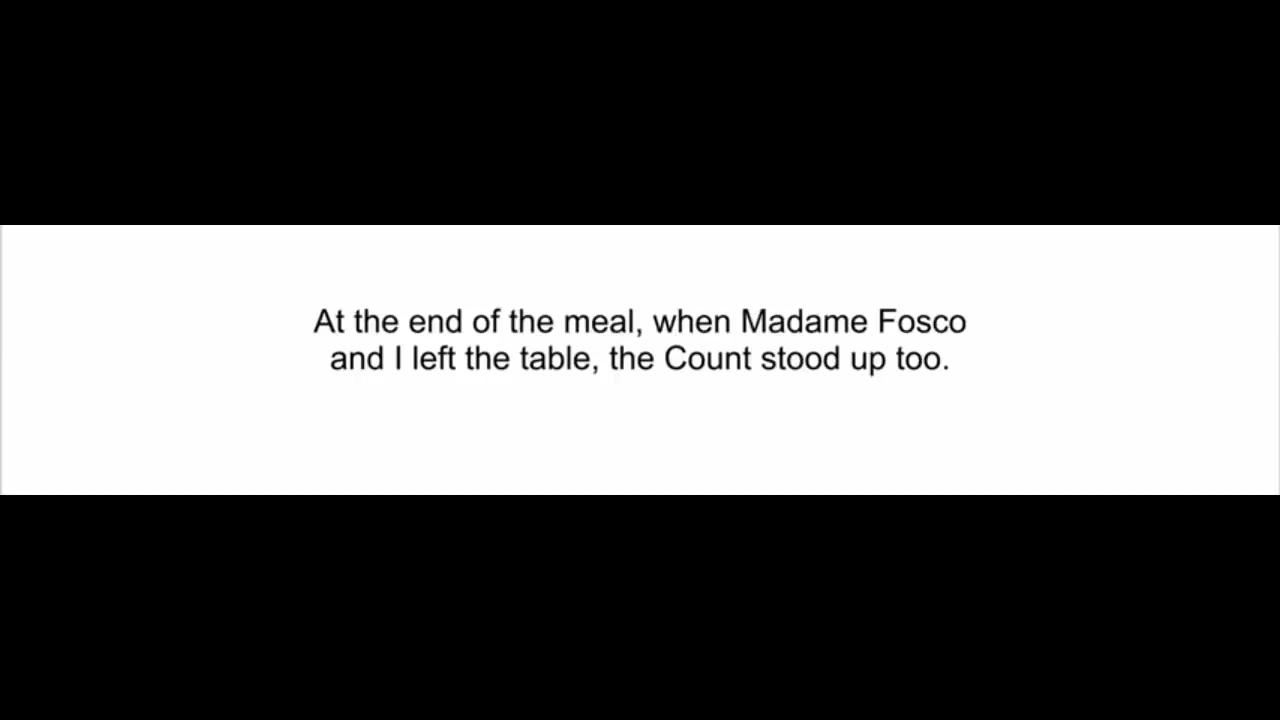 At the end of the meal, when Madame Fosco
and I left the table, the Count stood up too.